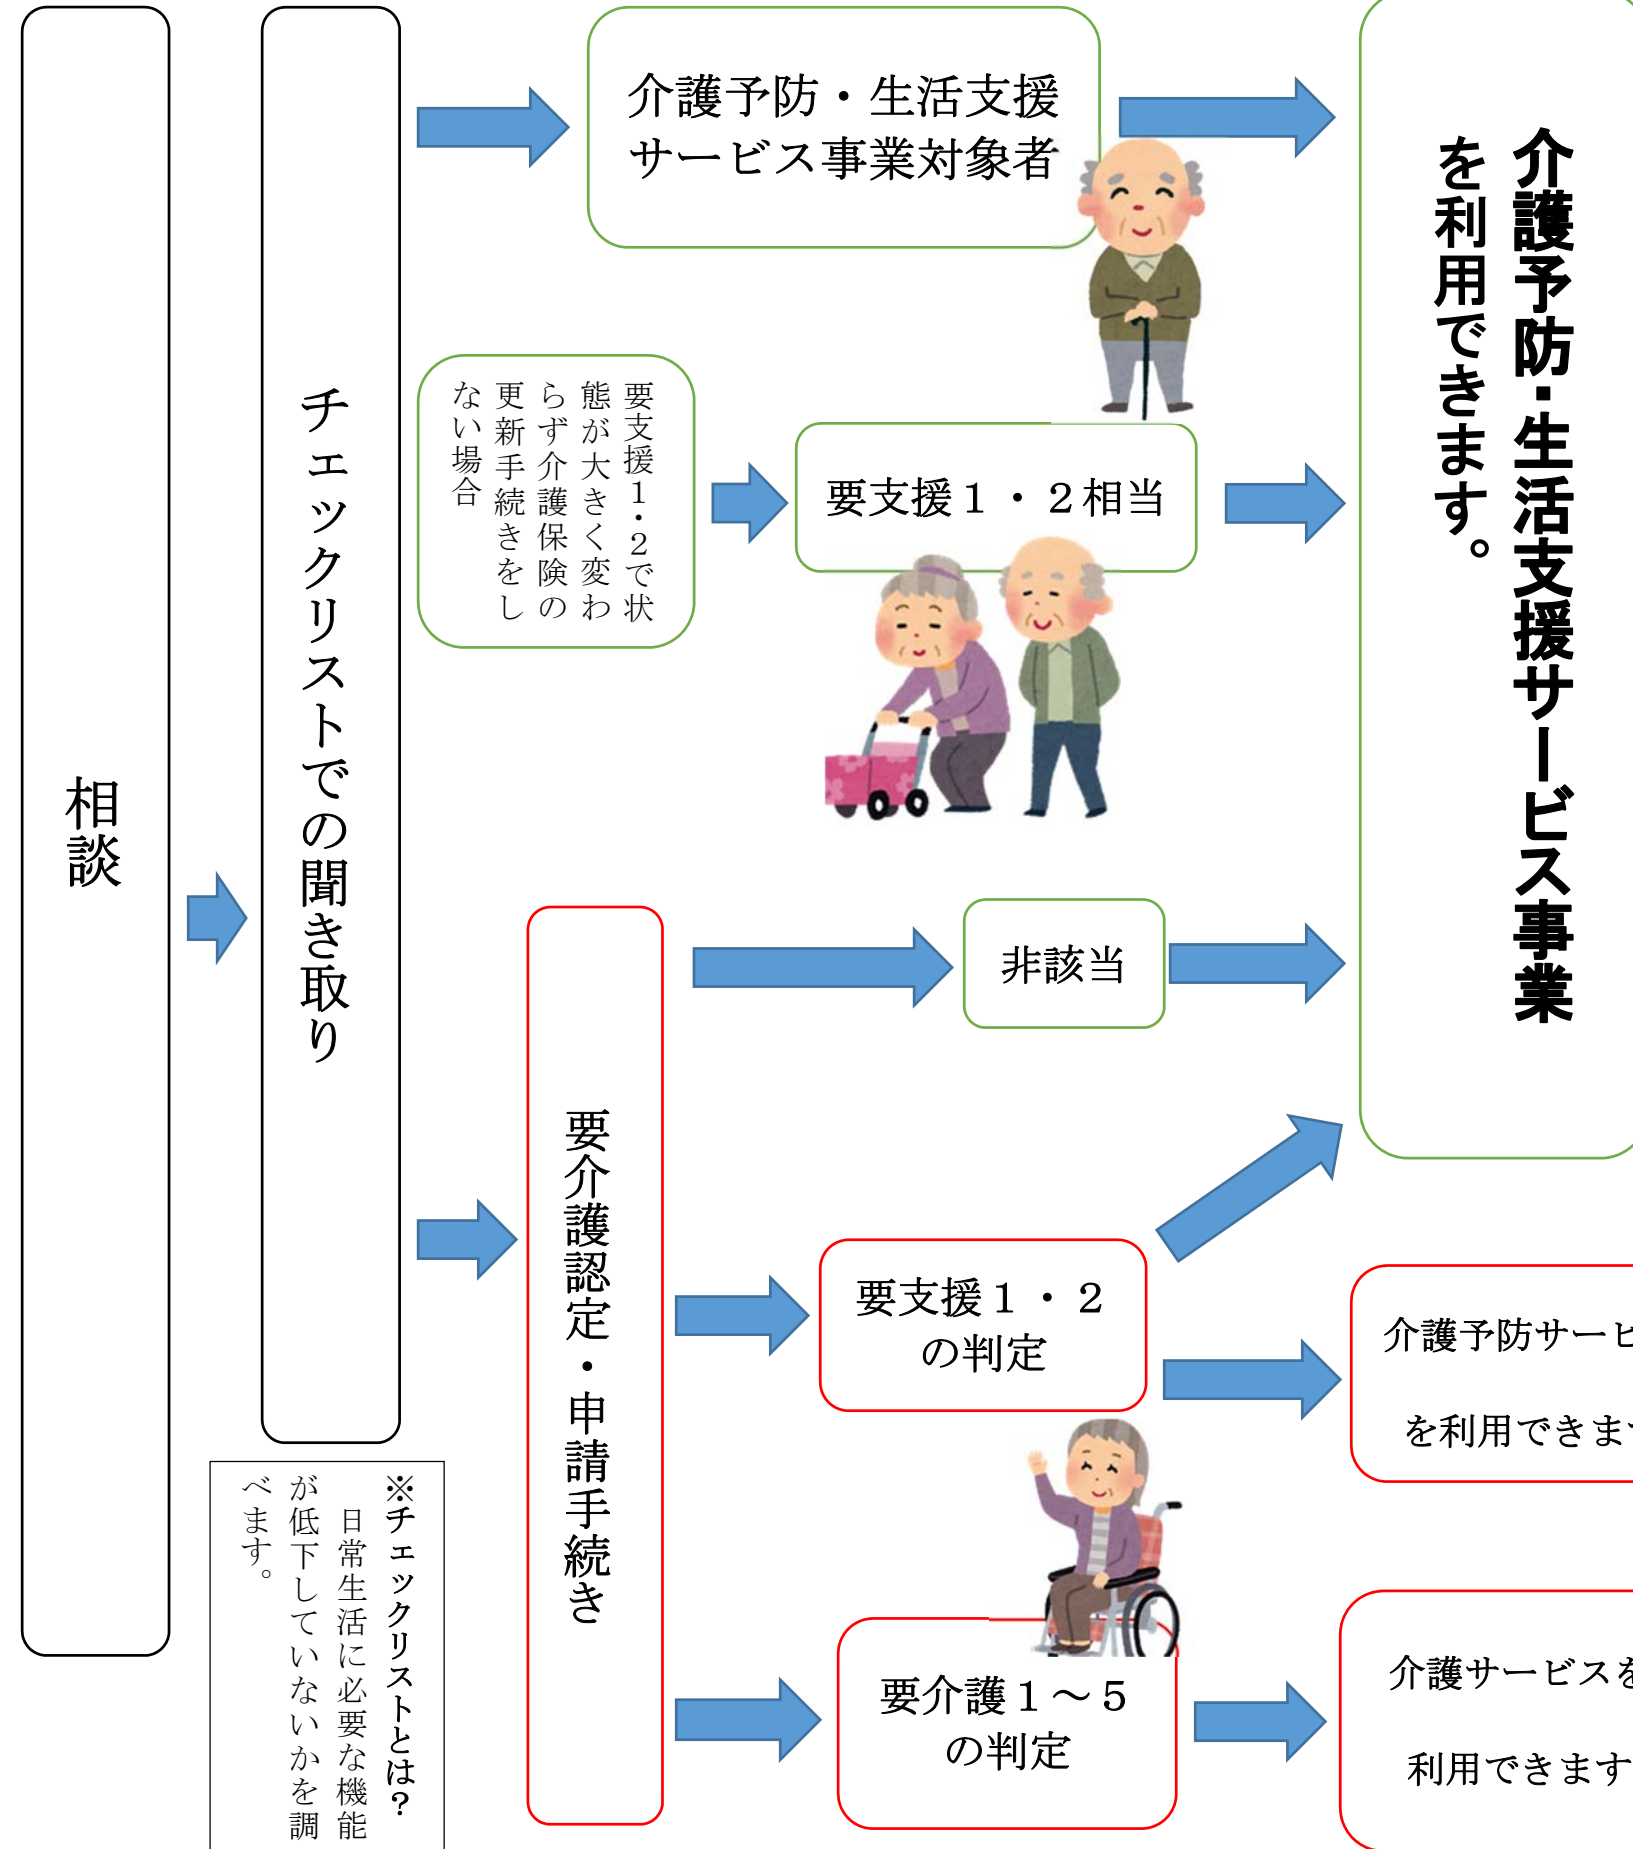 相談
チェックリストでの聞き取り
※チェックリストとは？
日常生活に必要な機能
が低下していないかを調
べます。
介護予防・生活支援
サービス事業対象者
要支援１・２で状
態が大きく変わ
らず介護保険の
更新手続きをし
ない場合
要支援１・２相当
要介護認定・申請手続き
非該当
要支援１・２
の判定
要介護１～５
の判定
介護予防・生活支援サービス事業
を利用できます。
介護予防サービ
を利用できます
介護サービスを
利用できます